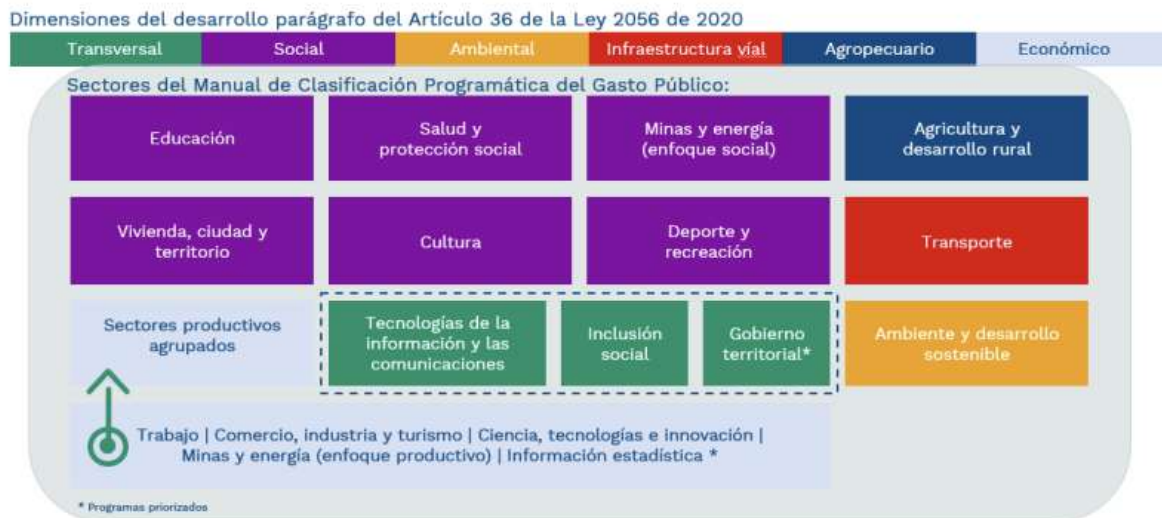 Dimensiones del desarrollo parágrafo del Artículo 36 de la Ley 2056 de 2020
Transversal
Social
Ambiental
Infraestructura víal
Agropecuario
Económico
Sectores del Manual de Clasificación Programática del Gasto Público:
Educación
Salud y
protección social
Minas y energía
(enfoque social)
Agricultura y
desarrollo rural
Vivienda, ciudad y
territorio
Cultura
Deporte y
recreación
Transporte
Sectores productivos
agrupados
Tecnologías de la
información y las
comunicaciones
Inclusión
social
Gobierno
territorial*
Ambiente y desarrollo
sostenible
Trabajo | Comercio, industria y turismo | Ciencia, tecnologías e innovación |
Minas y energía (enfoque productivo) | Información estadística *
* Programas priorizados